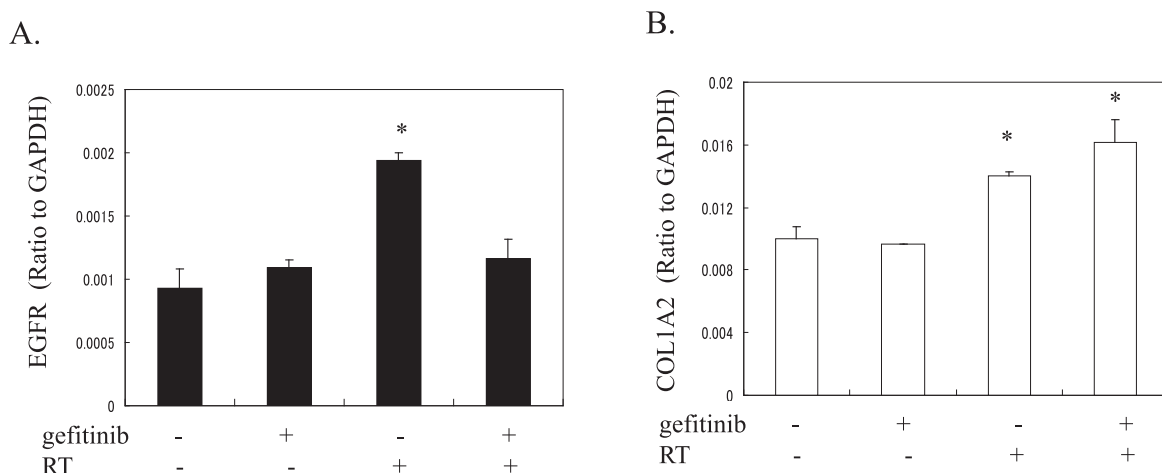 A.
EGFR (Ratio to GAPDH)
0.0025
0.002
0.0015
0.001
0.0005
0
*
gefitinib - + - +
RT - - + +
B.
COL1A2 (Ratio to GAPDH)
0.02
0.016
0.012
0.008
0.004
0
*
*
gefitinib - + - +
RT - - + +